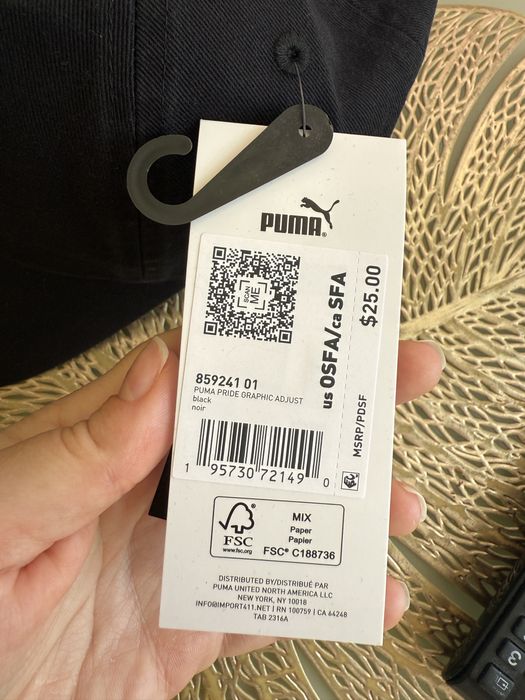 PUMA®
SCAN
ME
859241 01
PUMA PRIDE GRAPHIC ADJUST
black
noir
us OSFA/ca SFA
MSRP/PDSF
$25.00
1 95730 72149 0
FSC
www.fsc.org
MIX
Paper
Papier
FSC® C188736
DISTRIBUTED BY/DISTRIBUÉ PAR
PUMA UNITED NORTH AMERICA LLC
NEW YORK, NY 10018
INFO@IMPORT411.NET | RN 100759 | CA 64248
TAB 2316A
3